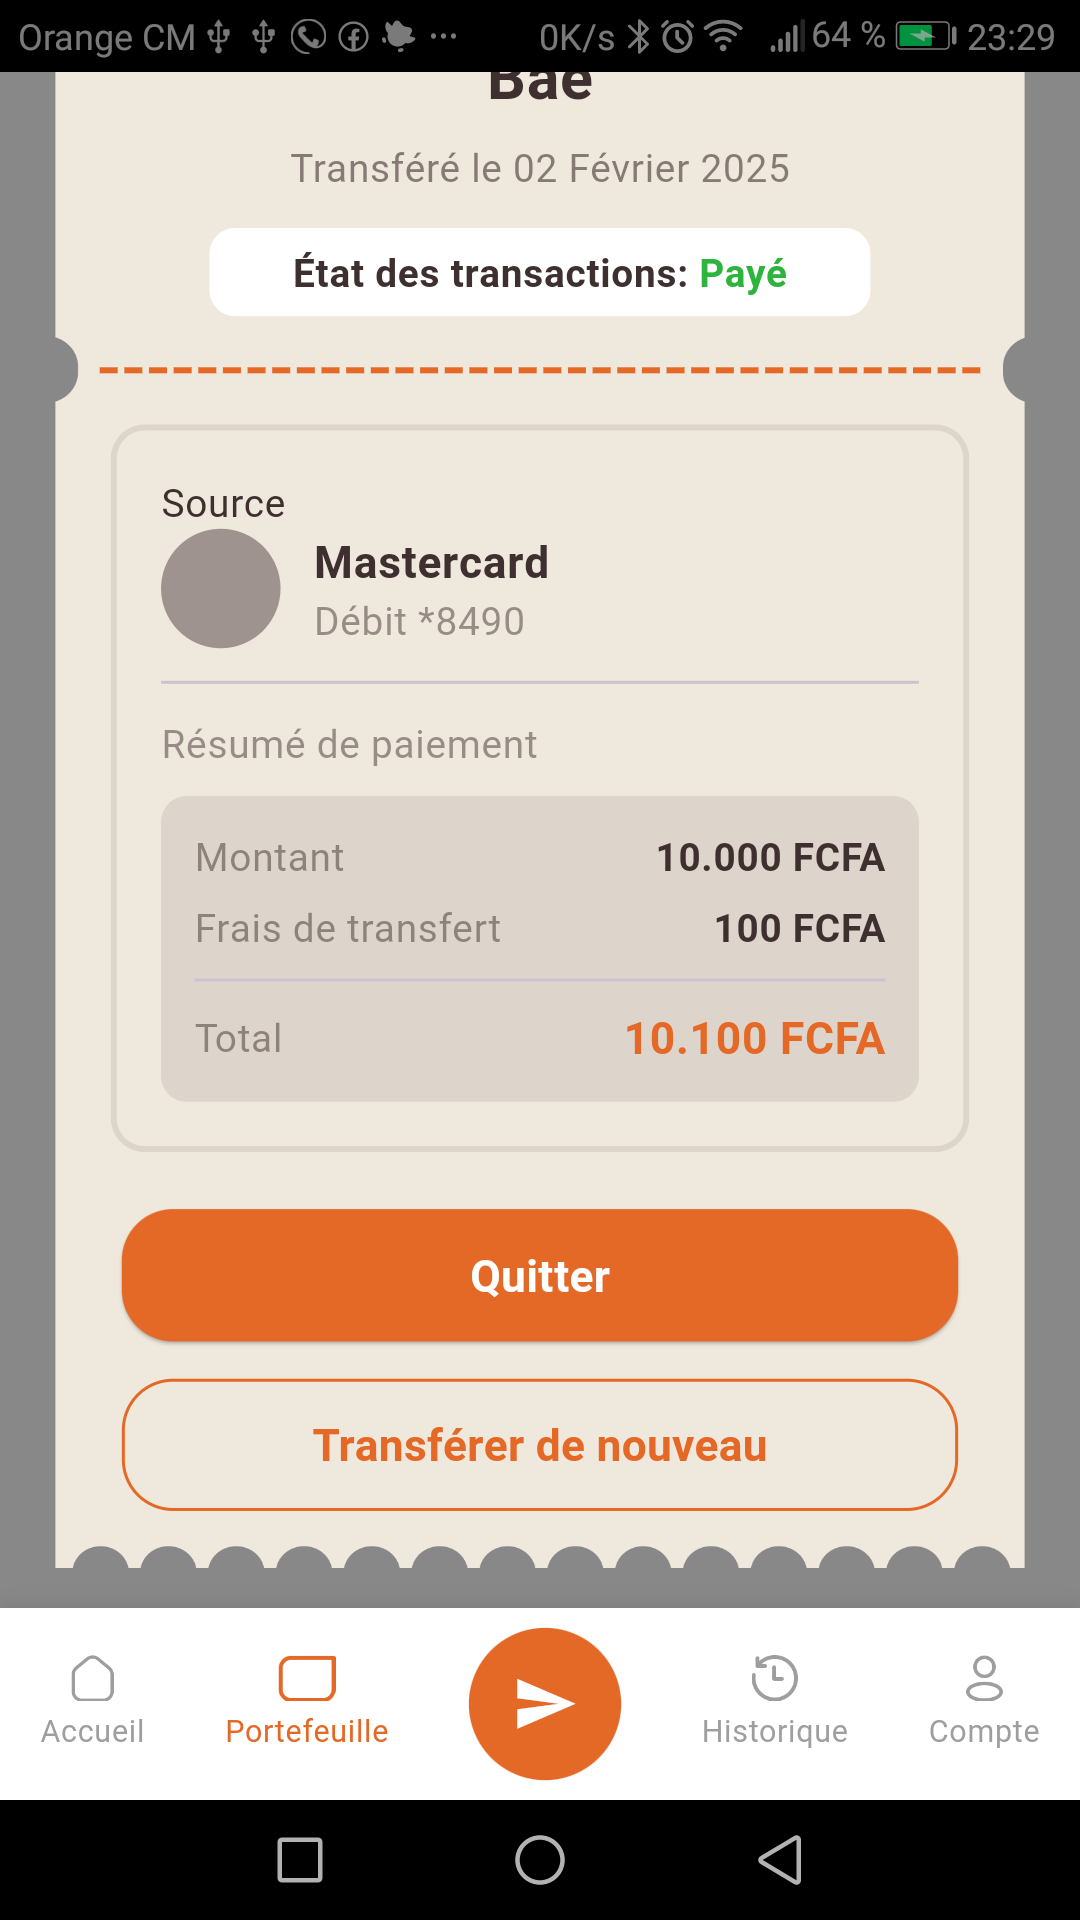 Orange CM 0K/s 64 % 23:29
Bae
Transféré le 02 Février 2025
État des transactions: Payé
Source
Mastercard
Débit *8490
Résumé de paiement
Montant 10.000 FCFA
Frais de transfert 100 FCFA
Total 10.100 FCFA
Quitter
Transférer de nouveau
Accueil Portefeuille Historique Compte